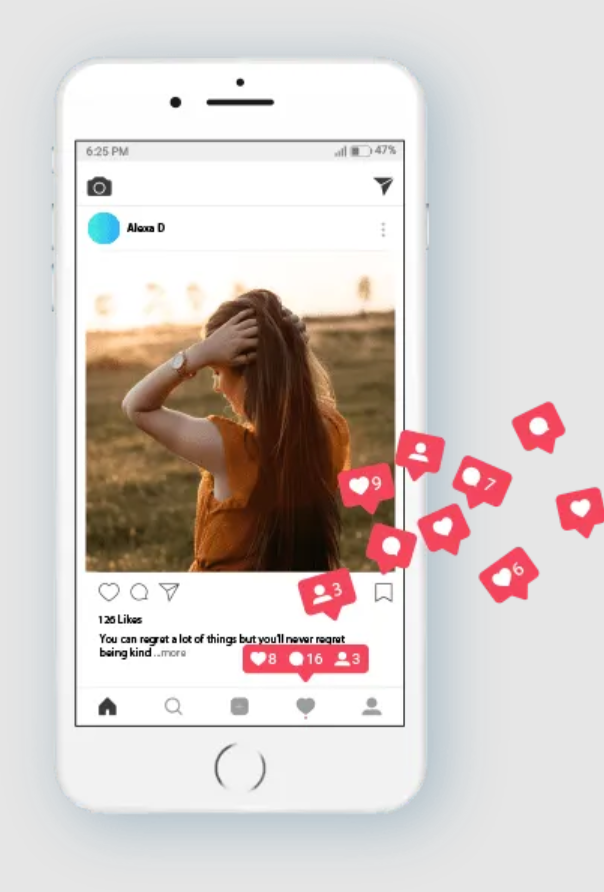 6:25 PM 47%
Alexa D
9
7
6
3
126 Likes
You can regret a lot of things but you'll never regret
being kind ...more
8 16 3